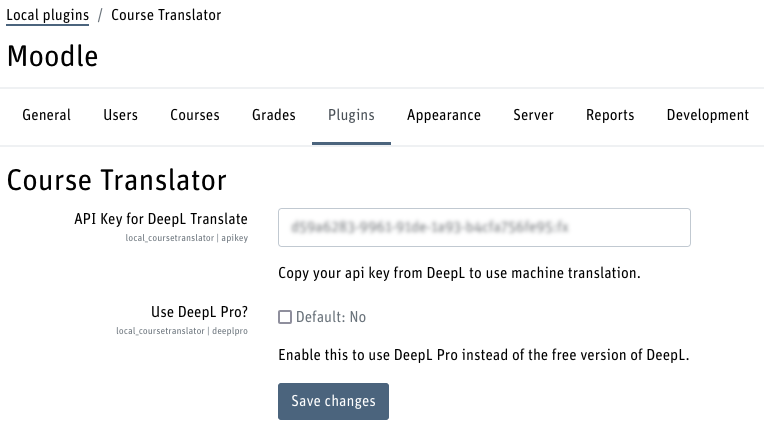 Local plugins / Course Translator
Moodle
General Users Courses Grades Plugins Appearance Server Reports Development
Course Translator
API Key for DeepL Translate
local_coursetranslator | apikey
Copy your api key from DeepL to use machine translation.
Use DeepL Pro?
local_coursetranslator | deeplpro
Default: No
Enable this to use DeepL Pro instead of the free version of DeepL.
Save changes